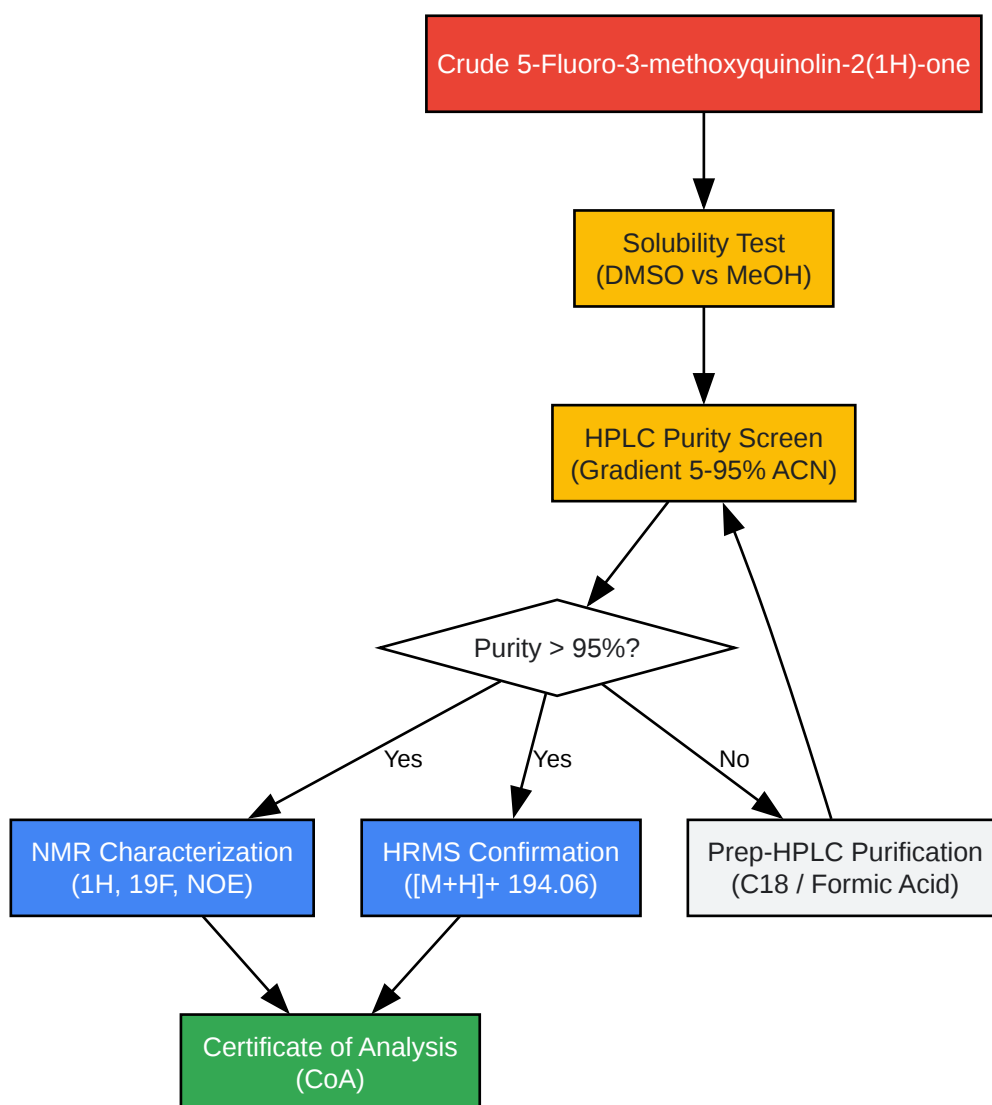 Crude 5-Fluoro-3-methoxyquinolin-2(1H)-one
Solubility Test
(DMSO vs MeOH)
HPLC Purity Screen
(Gradient 5-95% ACN)
Purity > 95%?
Yes
Yes
No
NMR Characterization
(1H, 19F, NOE)
HRMS Confirmation
([M+H]+ 194.06)
Prep-HPLC Purification
(C18 / Formic Acid)
Certificate of Analysis
(CoA)